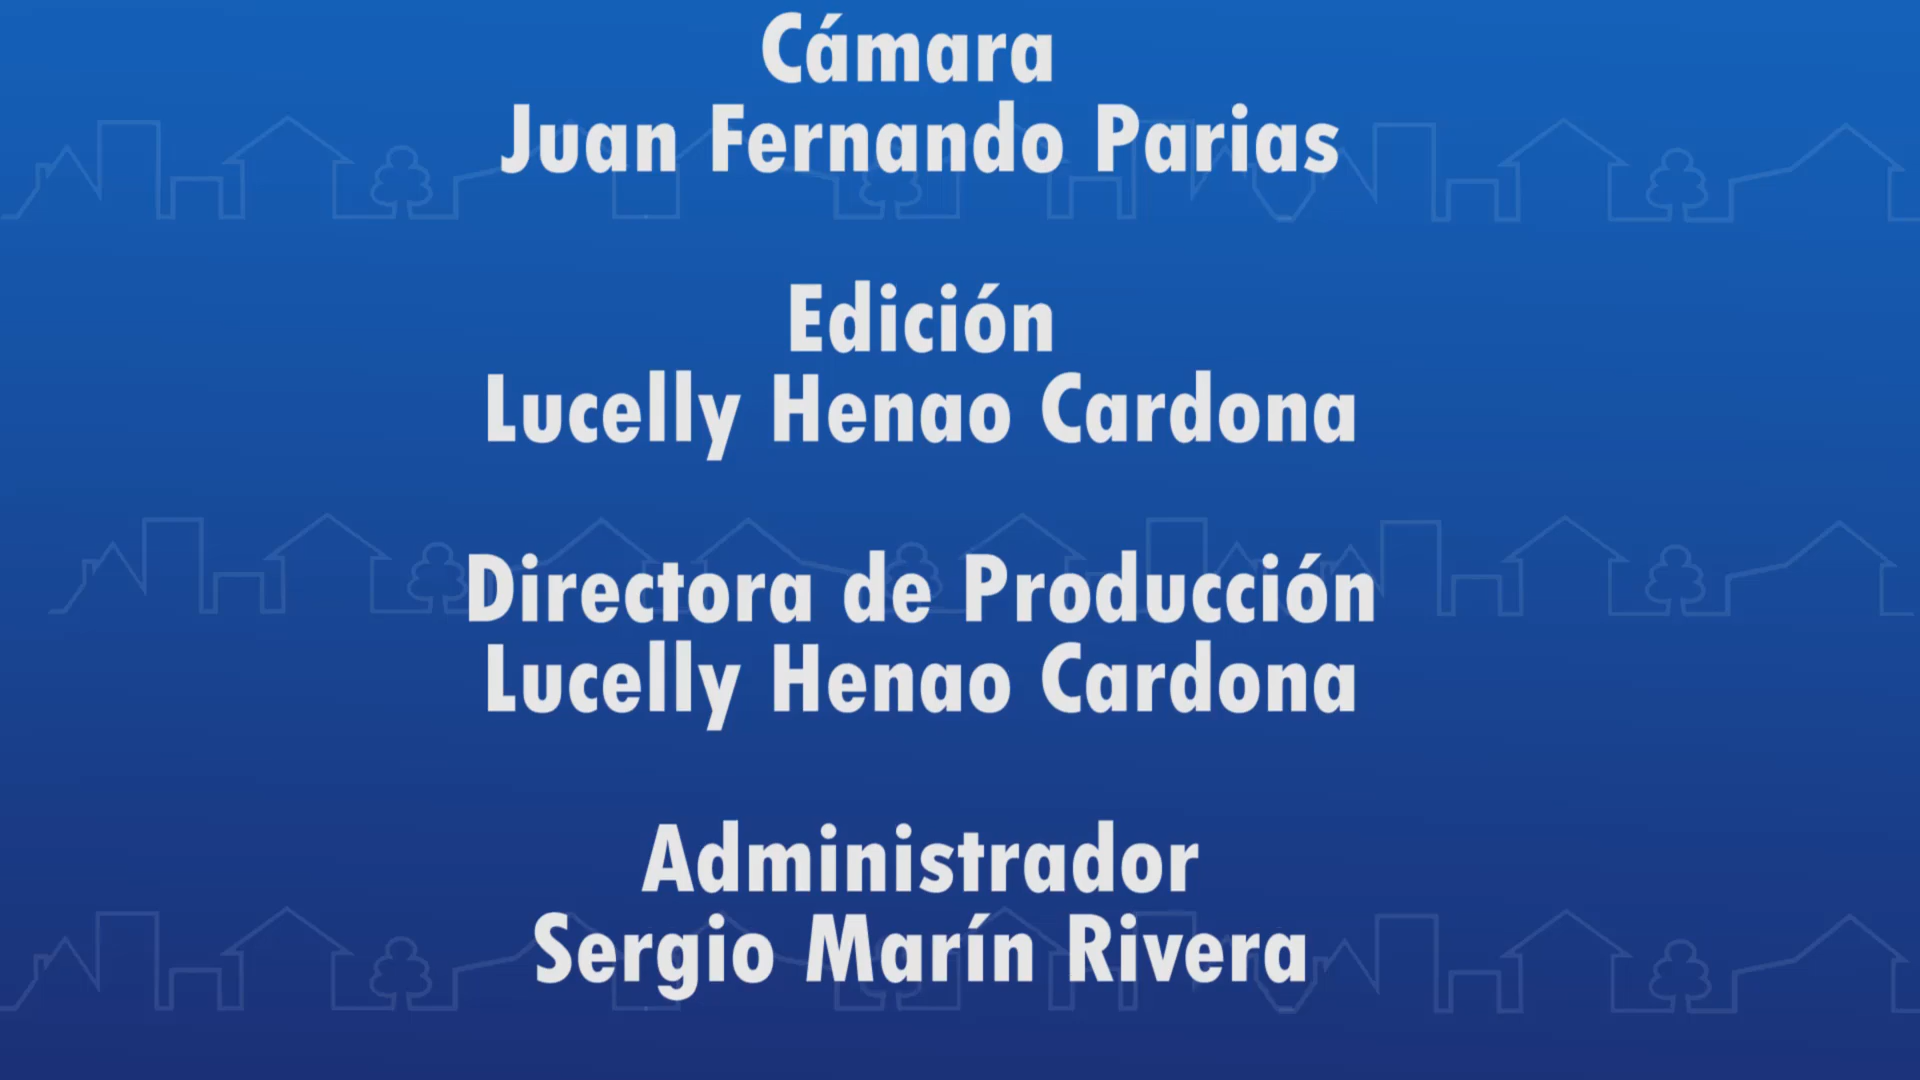 Cámara
Juan Fernando Parias
Edición
Lucelly Henao Cardona
Directora de Producción
Lucelly Henao Cardona
Administrador
Sergio Marín Rivera